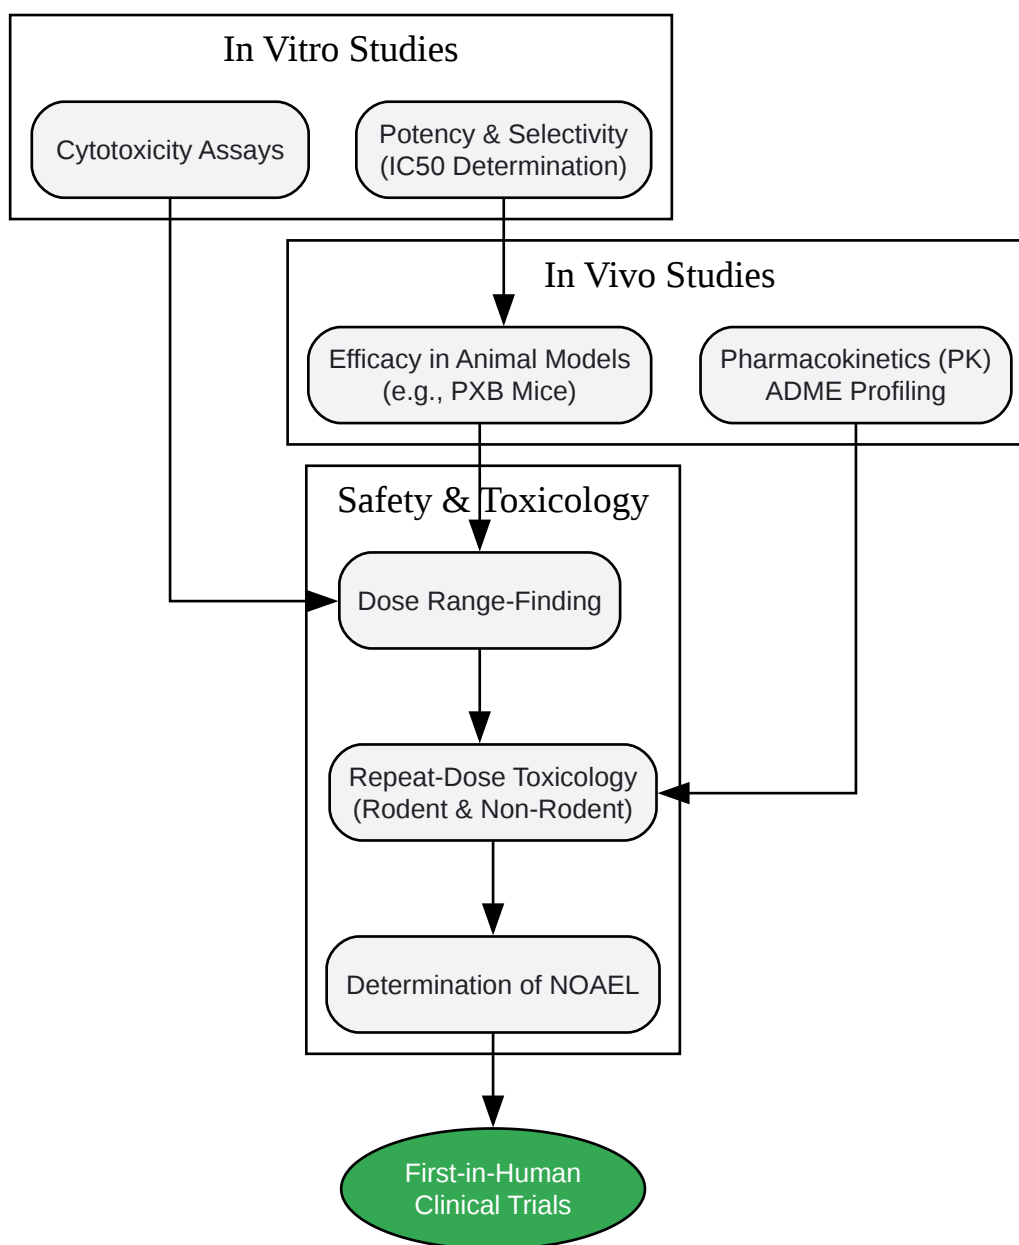 In Vitro Studies
Cytotoxicity Assays
Potency & Selectivity
(IC50 Determination)
In Vivo Studies
Efficacy in Animal Models
(e.g., PXB Mice)
Pharmacokinetics (PK)
ADME Profiling
Safety & Toxicology
Dose Range-Finding
Repeat-Dose Toxicology
(Rodent & Non-Rodent)
Determination of NOAEL
First-in-Human
Clinical Trials